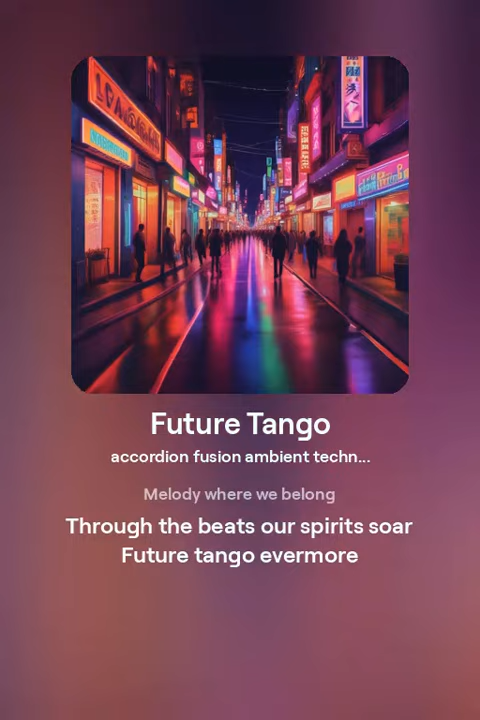 Future Tango
accordion fusion ambient techn...
Melody where we belong
Through the beats our spirits soar
Future tango evermore